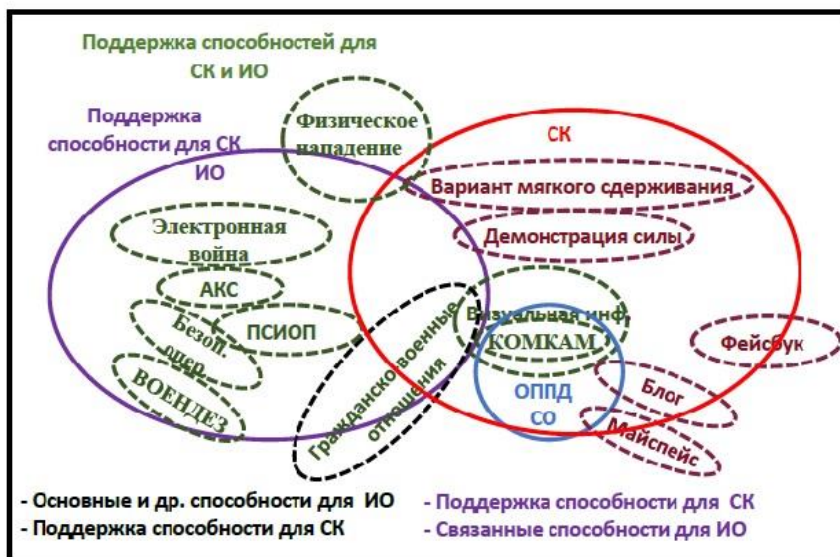 Поддержка способностей для
СК и ИО
Поддержка
способности для СК
ИО
Физическое
нападение
СК
Вариант мягкого сдерживания
Демонстрация силы
Электронная
война
АКС
Безоп.
опер.
ПСИОП
ВОЕНДЕЗ
Гражданско-военные
отношения
Визуальная инф.
КОМКАМ
ОППД
СО
Фейсбук
Блог
Майспейс
- Основные и др. способности для ИО
- Поддержка способности для СК
- Поддержка способности для СК
- Связанные способности для ИО